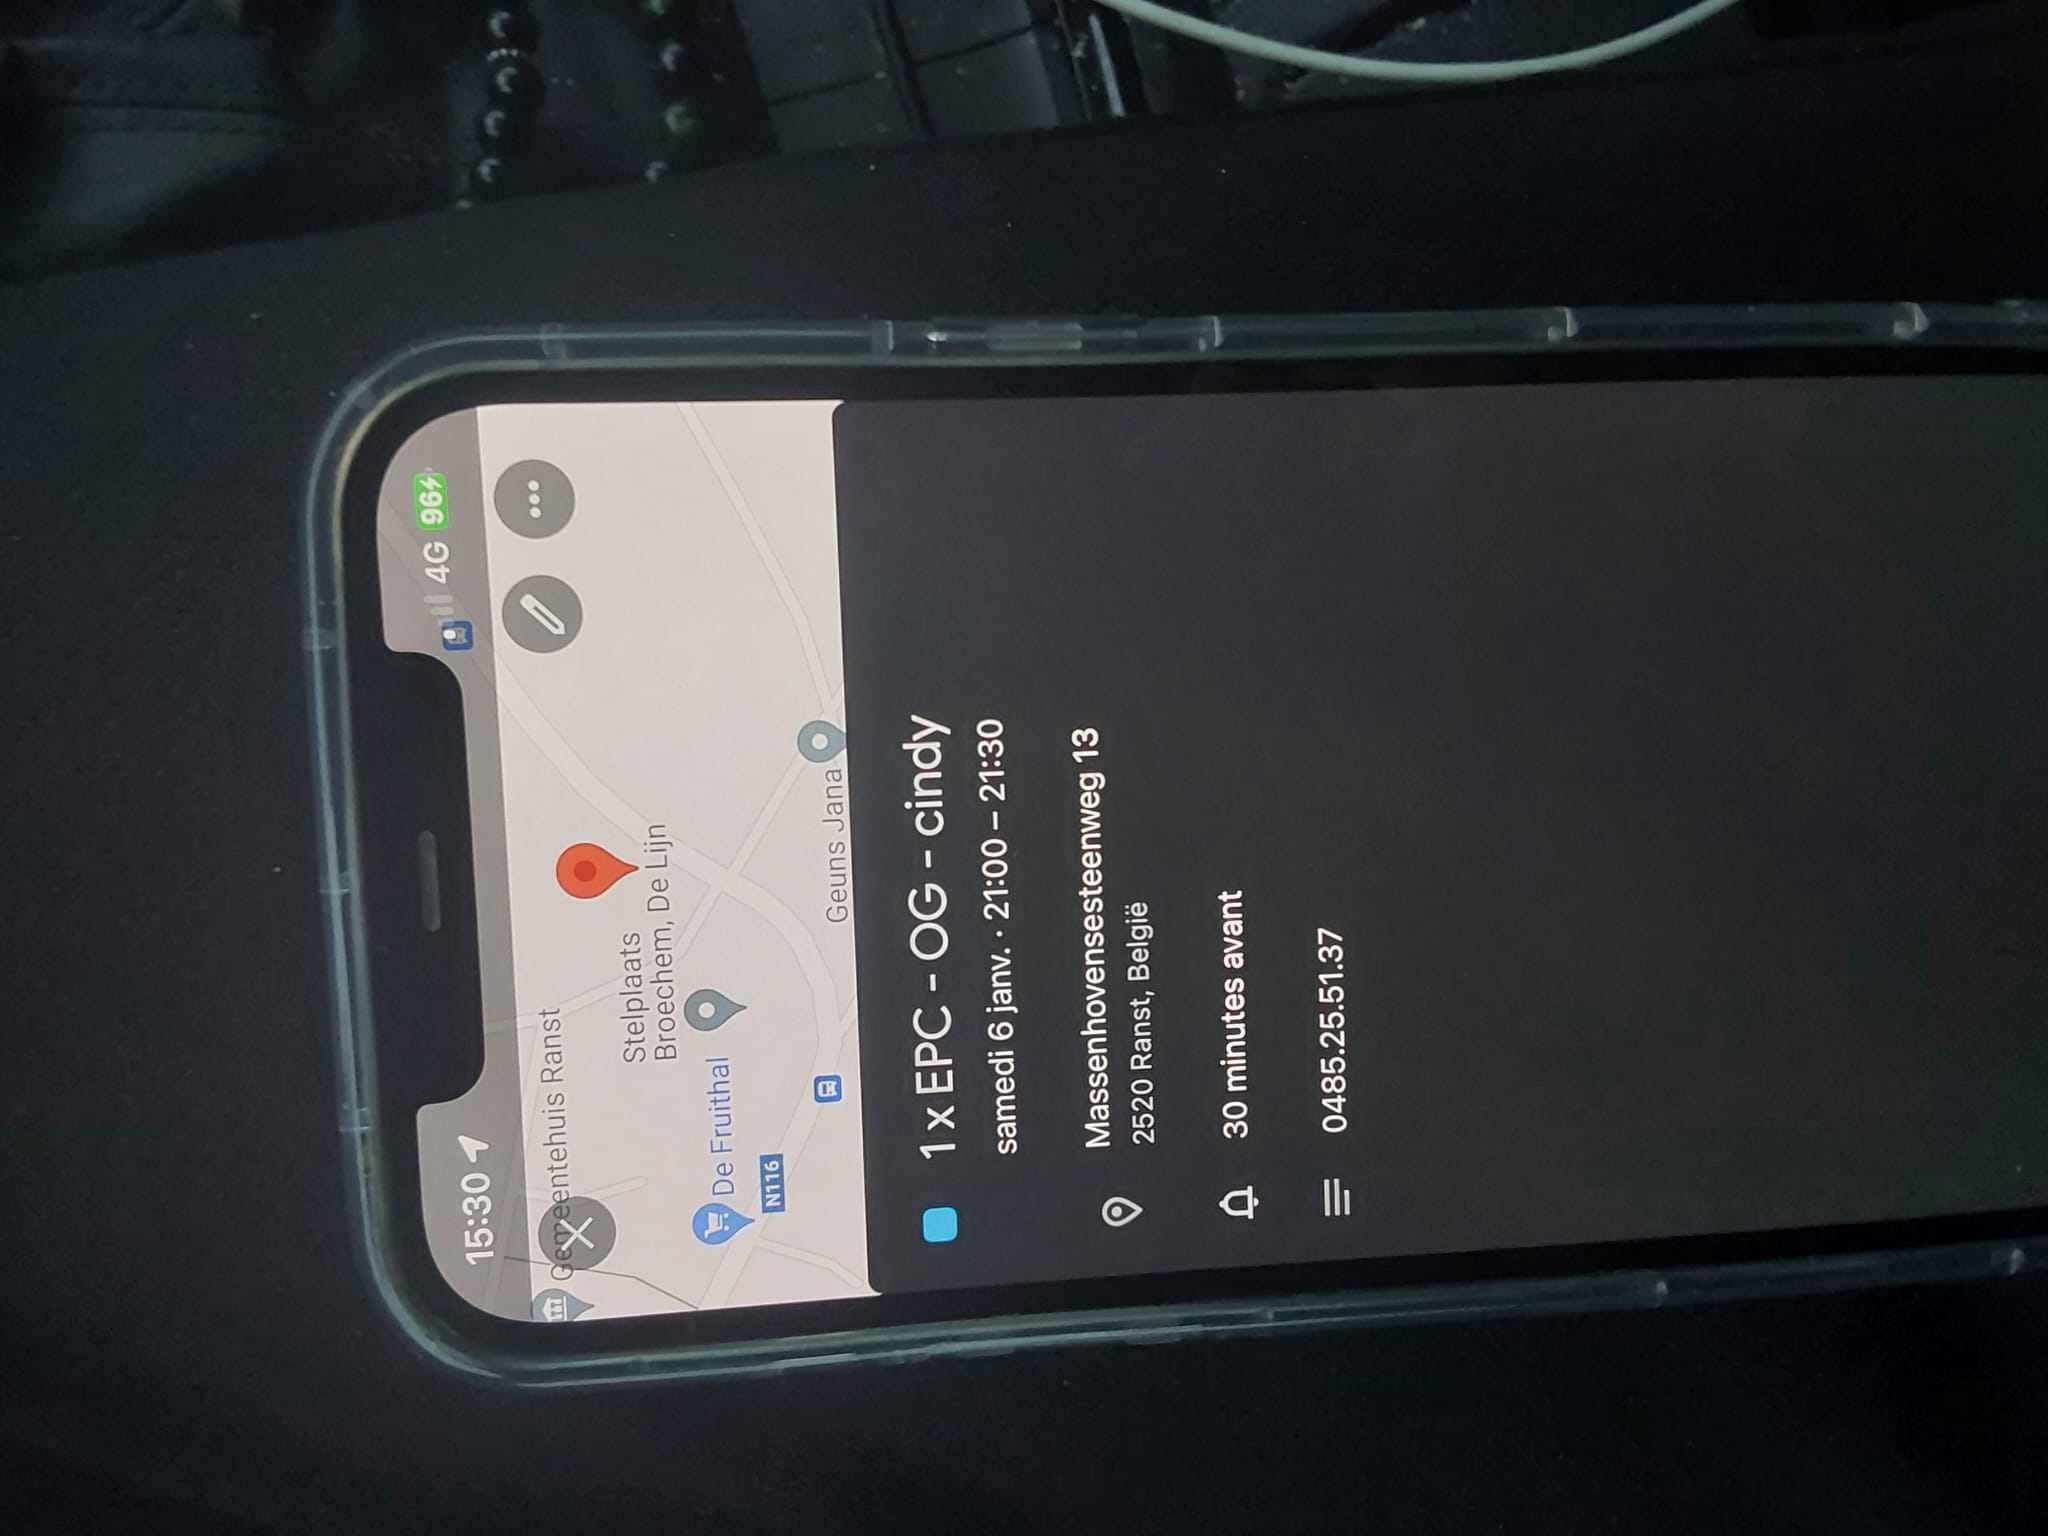 15:30
4G 96
Gemeentehuis Ranst
Stelplaats
Broechem, De Lijn
De Fruithal
N116
Geuns Jana
1 x EPC - OG - cindy
samedi 6 janv. · 21:00 – 21:30
Massenhovensesteenweg 13
2520 Ranst, België
30 minutes avant
0485.25.51.37